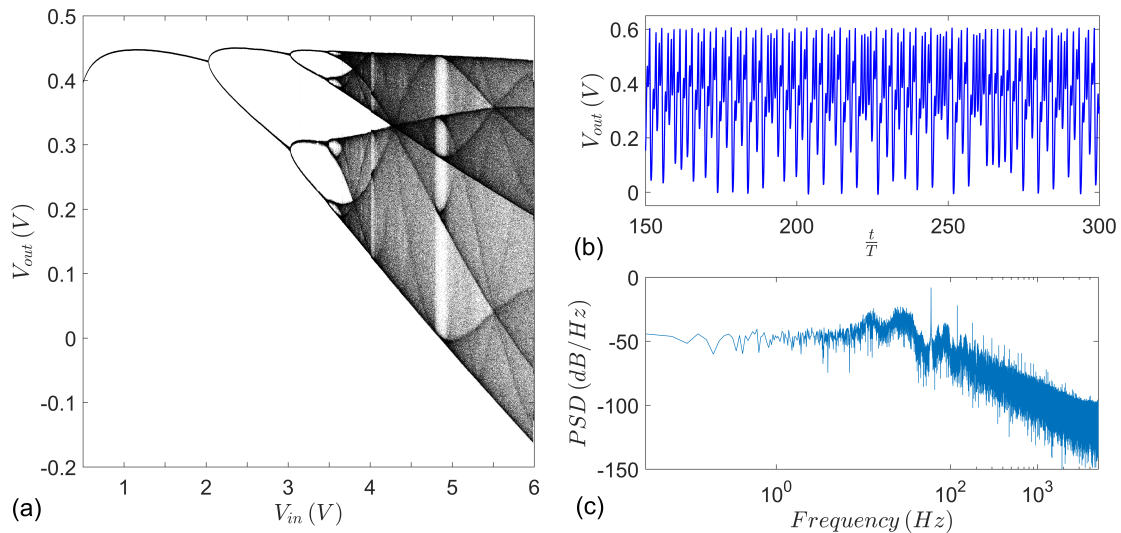 0.5
0.4
0.3
0.2
0.1
0
-0.1
-0.2
V_out (V)
1 2 3 4 5 6
V_in (V)
(a)
0.6
0.4
0.2
0
V_out (V)
150 200 250 300
t/T
(b)
0
-50
-100
-150
PSD (dB/Hz)
10^0 10^2 10^3
Frequency (Hz)
(c)